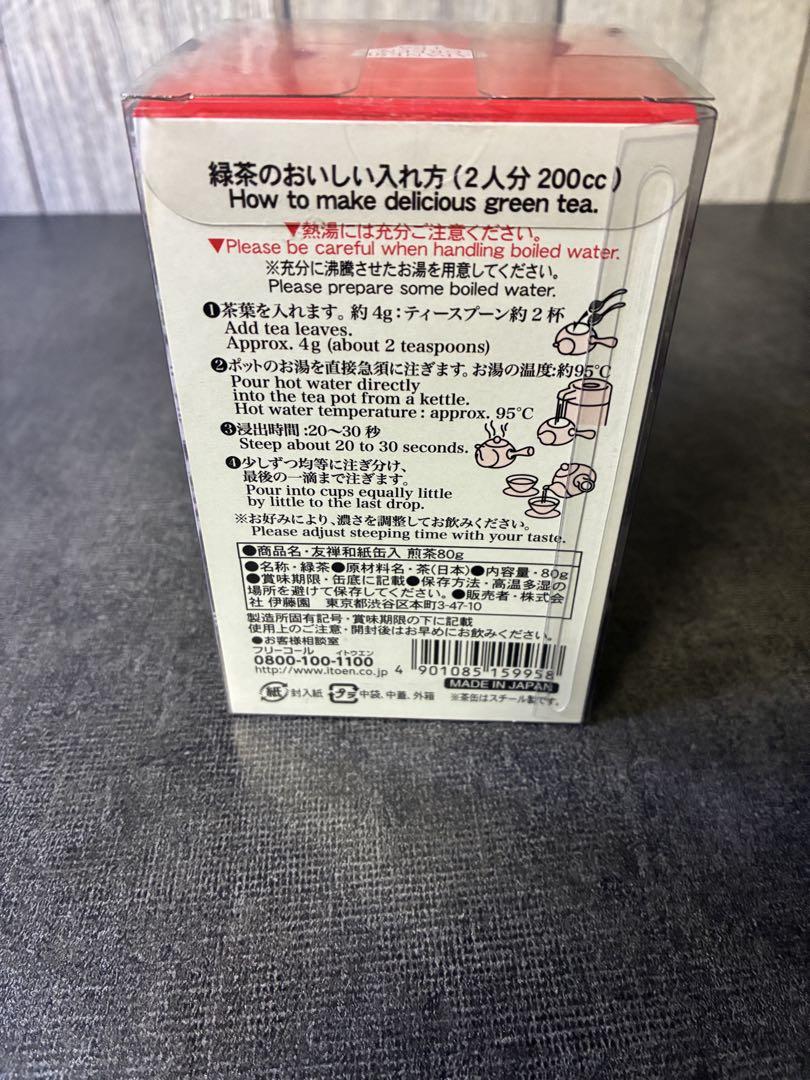 緑茶のおいしい入れ方(2人分 200cc)
How to make delicious green tea.
▼熱湯には充分ご注意ください。
▼Please be careful when handling boiled water.
※充分に沸騰させたお湯を用意してください。
Please prepare some boiled water.
❶茶葉を入れます。約4g:ティースプーン約2杯
Add tea leaves.
Approx. 4g (about 2 teaspoons)
❷ポットのお湯を直接急須に注ぎます。お湯の温度:約95℃
Pour hot water directly
into the tea pot from a kettle.
Hot water temperature : approx. 95℃
❸浸出時間:20〜30秒
Steep about 20 to 30 seconds.
❹少しずつ均等に注ぎ分け、
最後の一滴まで注ぎます。
Pour into cups equally little
by little to the last drop.
※お好みにより、濃さを調整してお飲みください。
Please adjust steeping time with your taste.
●商品名・友禅和紙缶入 煎茶80g
●名称・緑茶●原材料名・茶(日本)●内容量・80g
●賞味期限・缶底に記載●保存方法・高温多湿の
場所を避けて保存してください。●販売者・株式会
社 伊藤園 東京都渋谷区本町3-47-10
製造所固有記号・賞味期限の下に記載
使用上のご注意・開封後はお早めにお飲みください。
●お客様相談室
フリーコール イトウエン
0800-100-1100
http://www.itoen.co.jp
4 901085 159958
MADE IN JAPAN
紙 封入紙 プラ 中袋、中蓋、外箱 ※茶缶はスチール製です。